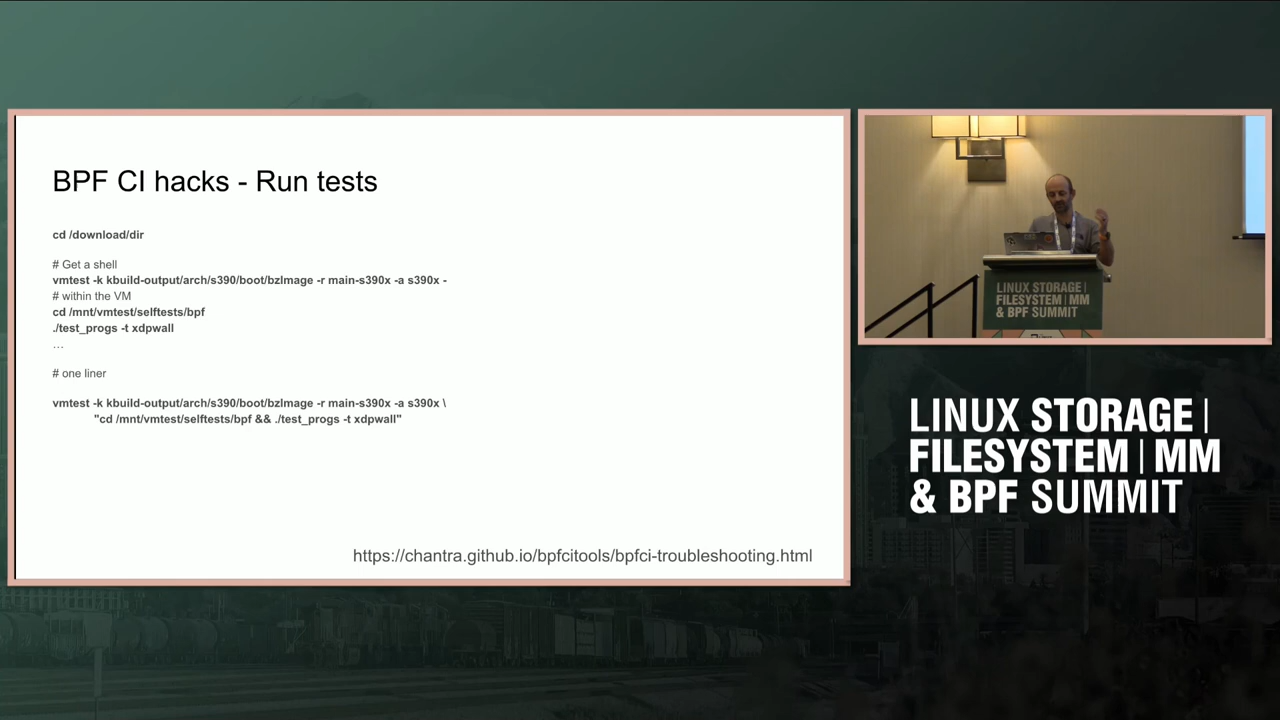 BPF CI hacks - Run tests
cd /download/dir
# Get a shell
vmtest -k kbuild-output/arch/s390/boot/bzImage -r main-s390x -a s390x -
# within the VM
cd /mnt/vmtest/selftests/bpf
./test_progs -t xdpwall
…
# one liner
vmtest -k kbuild-output/arch/s390/boot/bzImage -r main-s390x -a s390x \
"cd /mnt/vmtest/selftests/bpf && ./test_progs -t xdpwall"
https://chantra.github.io/bpfcitools/bpfci-troubleshooting.html
LINUX STORAGE |
FILESYSTEM | MM
& BPF SUMMIT
LINUX STORAGE |
FILESYSTEM | MM
& BPF SUMMIT